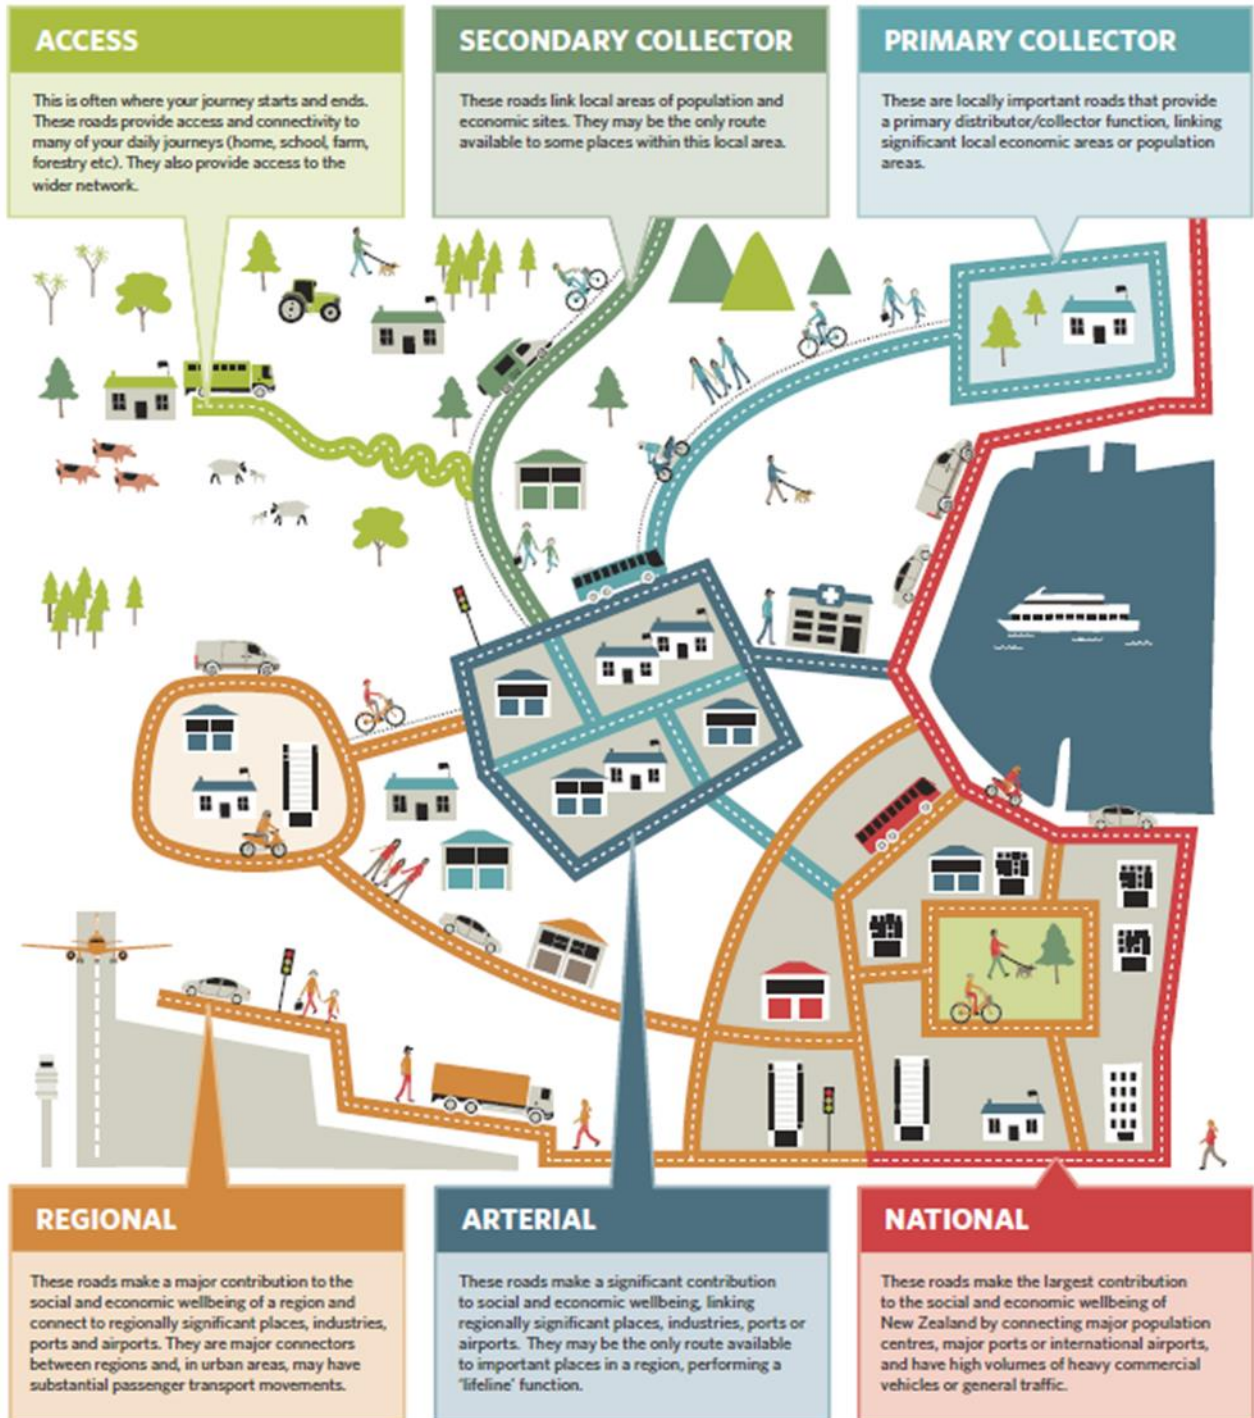 ACCESS
This is often where your journey starts and ends.
These roads provide access and connectivity to
many of your daily journeys (home, school, farm,
forestry etc). They also provide access to the
wider network.
SECONDARY COLLECTOR
These roads link local areas of population and
economic sites. They may be the only route
available to some places within this local area.
PRIMARY COLLECTOR
These are locally important roads that provide
a primary distributor/collector function, linking
significant local economic areas or population
areas.
REGIONAL
These roads make a major contribution to the
social and economic wellbeing of a region and
connect to regionally significant places, industries,
ports and airports. They are major connectors
between regions and, in urban areas, may have
substantial passenger transport movements.
ARTERIAL
These roads make a significant contribution
to social and economic wellbeing, linking
regionally significant places, industries, ports or
airports. They may be the only route available
to important places in a region, performing a
'lifeline' function.
NATIONAL
These roads make the largest contribution
to the social and economic wellbeing of
New Zealand by connecting major population
centres, major ports or international airports,
and have high volumes of heavy commercial
vehicles or general traffic.